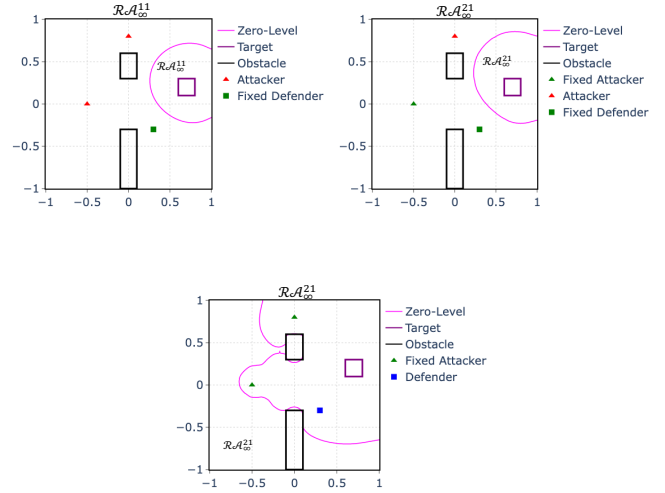 ℛ𝒜¹¹∞
ℛ𝒜¹¹∞
1
0.5
0
−0.5
−1
−1 −0.5 0 0.5 1
Zero-Level
Target
Obstacle
Attacker
Fixed Defender
ℛ𝒜²¹∞
ℛ𝒜²¹∞
1
0.5
0
−0.5
−1
−1 −0.5 0 0.5 1
Zero-Level
Target
Obstacle
Fixed Attacker
Attacker
Fixed Defender
ℛ𝒜²¹∞
ℛ𝒜²¹∞
1
0.5
0
−0.5
−1
−1 −0.5 0 0.5 1
Zero-Level
Target
Obstacle
Fixed Attacker
Defender